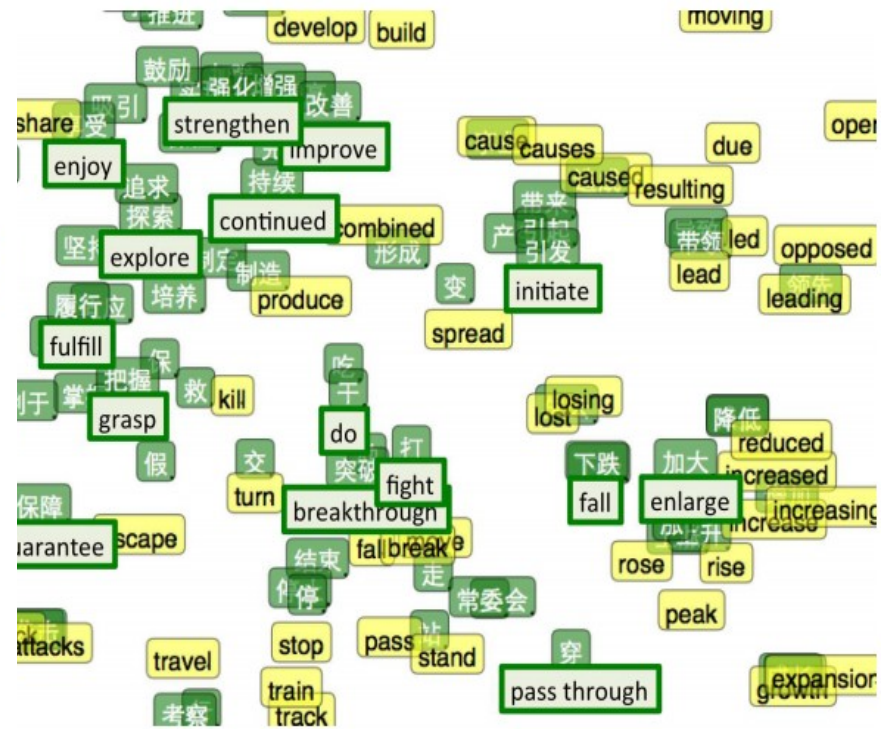 推进
develop
build
moving
鼓励
强化
增强
吸引
改善
share
受
strengthen
improve
enjoy
cause
causes
due
caused
resulting
追求
持续
探索
continued
combined
带来
引起
引发
产
带领
led
lead
opposed
explore
制定
制造
形成
变
initiate
领先
leading
培养
produce
履行
应
spread
fulfill
保
把握
救
kill
grasp
吃
干
do
losing
lost
降低
reduced
假
交
turn
打
突破
fight
breakthrough
下跌
fall
加大
enlarge
increased
increasing
increase
保障
结束
fall
break
move
走
停
rose
rise
常委会
peak
attacks
travel
stop
pass
站
stand
穿
pass through
train
track
考察
growth
expansion